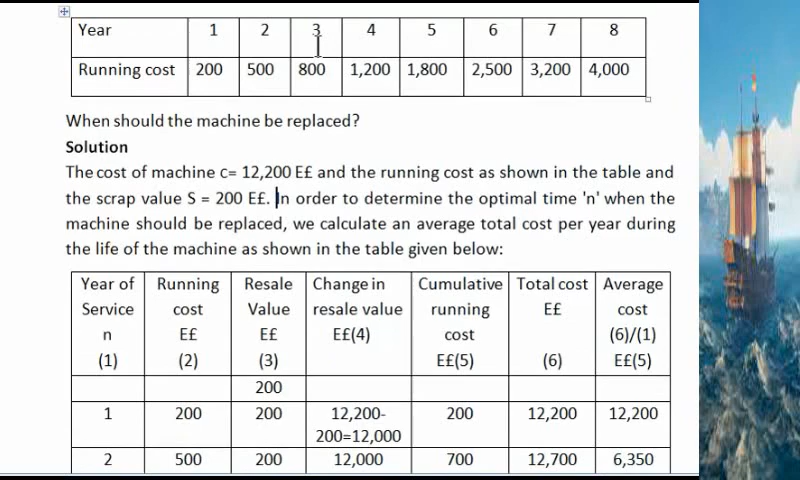 Year 1 2 3 4 5 6 7 8
Running cost 200 500 800 1,200 1,800 2,500 3,200 4,000
When should the machine be replaced?
Solution
The cost of machine c= 12,200 E£ and the running cost as shown in the table and
the scrap value S = 200 E£. In order to determine the optimal time 'n' when the
machine should be replaced, we calculate an average total cost per year during
the life of the machine as shown in the table given below:
Year of Running Resale Change in Cumulative Total cost Average
Service cost Value resale value running E£ cost
n E£ E£ E£(4) cost (6)/(1)
(1) (2) (3) E£(5) (6) E£(5)
200
1 200 200 12,200- 200 12,200 12,200
200=12,000
2 500 200 12,000 700 12,700 6,350